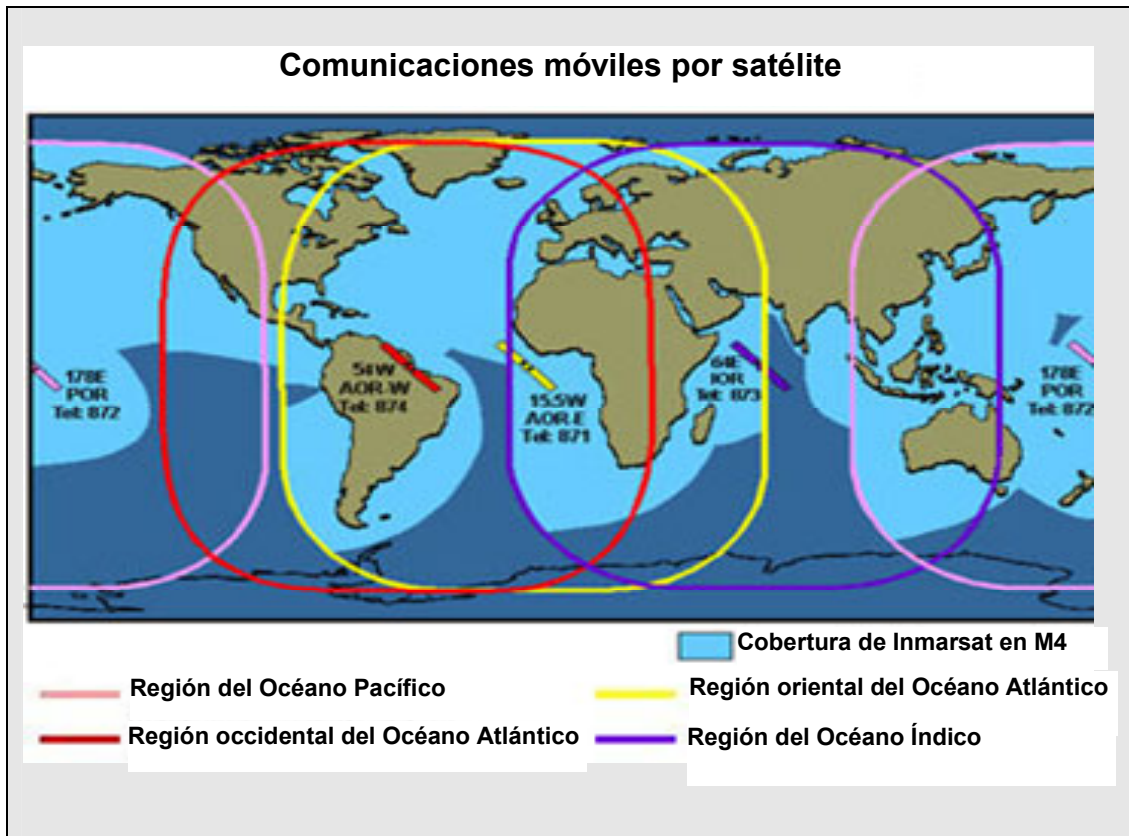 Comunicaciones móviles por satélite
178E
POR
Tel: 872
54W
AOR-W
Tel: 874
15.5W
AOR-E
Tel: 871
64E
IOR
Tel: 873
178E
POR
Tel: 872
Cobertura de Inmarsat en M4
Región del Océano Pacífico
Región oriental del Océano Atlántico
Región occidental del Océano Atlántico
Región del Océano Índico